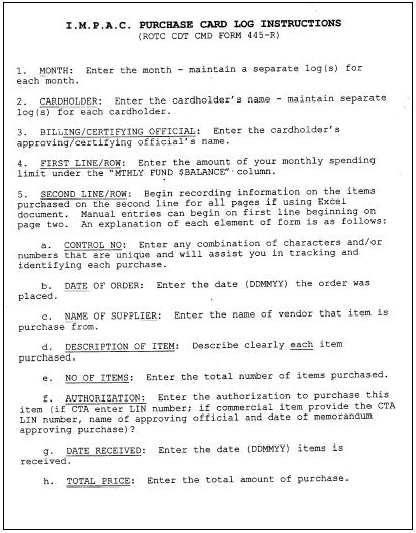 I.M.P.A.C. PURCHASE CARD LOG INSTRUCTIONS
(ROTC CDT CMD FORM 445-R)
1. MONTH: Enter the month - maintain a separate log(s) for
each month.
2. CARDHOLDER: Enter the cardholder's name - maintain separate
log(s) for each cardholder.
3. BILLING/CERTIFYING OFFICIAL: Enter the cardholder's
approving/certifying official's name.
4. FIRST LINE/ROW: Enter the amount of your monthly spending
limit under the "MTHLY FUND $BALANCE" column.
5. SECOND LINE/ROW: Begin recording information on the items
purchased on the second line for all pages if using Excel
document. Manual entries can begin on first line beginning on
page two. An explanation of each element of form is as follows:
a. CONTROL NO: Enter any combination of characters and/or
numbers that are unique and will assist you in tracking and
identifying each purchase.
b. DATE OF ORDER: Enter the date (DDMMYY) the order was
placed.
c. NAME OF SUPPLIER: Enter the name of vendor that item is
purchase from.
d. DESCRIPTION OF ITEM: Describe clearly each item
purchased.
e. NO OF ITEMS: Enter the total number of items purchased.
f. AUTHORIZATION: Enter the authorization to purchase this
item (if CTA enter LIN number; if commercial item provide the CTA
LIN number, name of approving official and date of memorandum
approving purchase)?
g. DATE RECEIVED: Enter the date (DDMMYY) items is
received.
h. TOTAL PRICE: Enter the total amount of purchase.